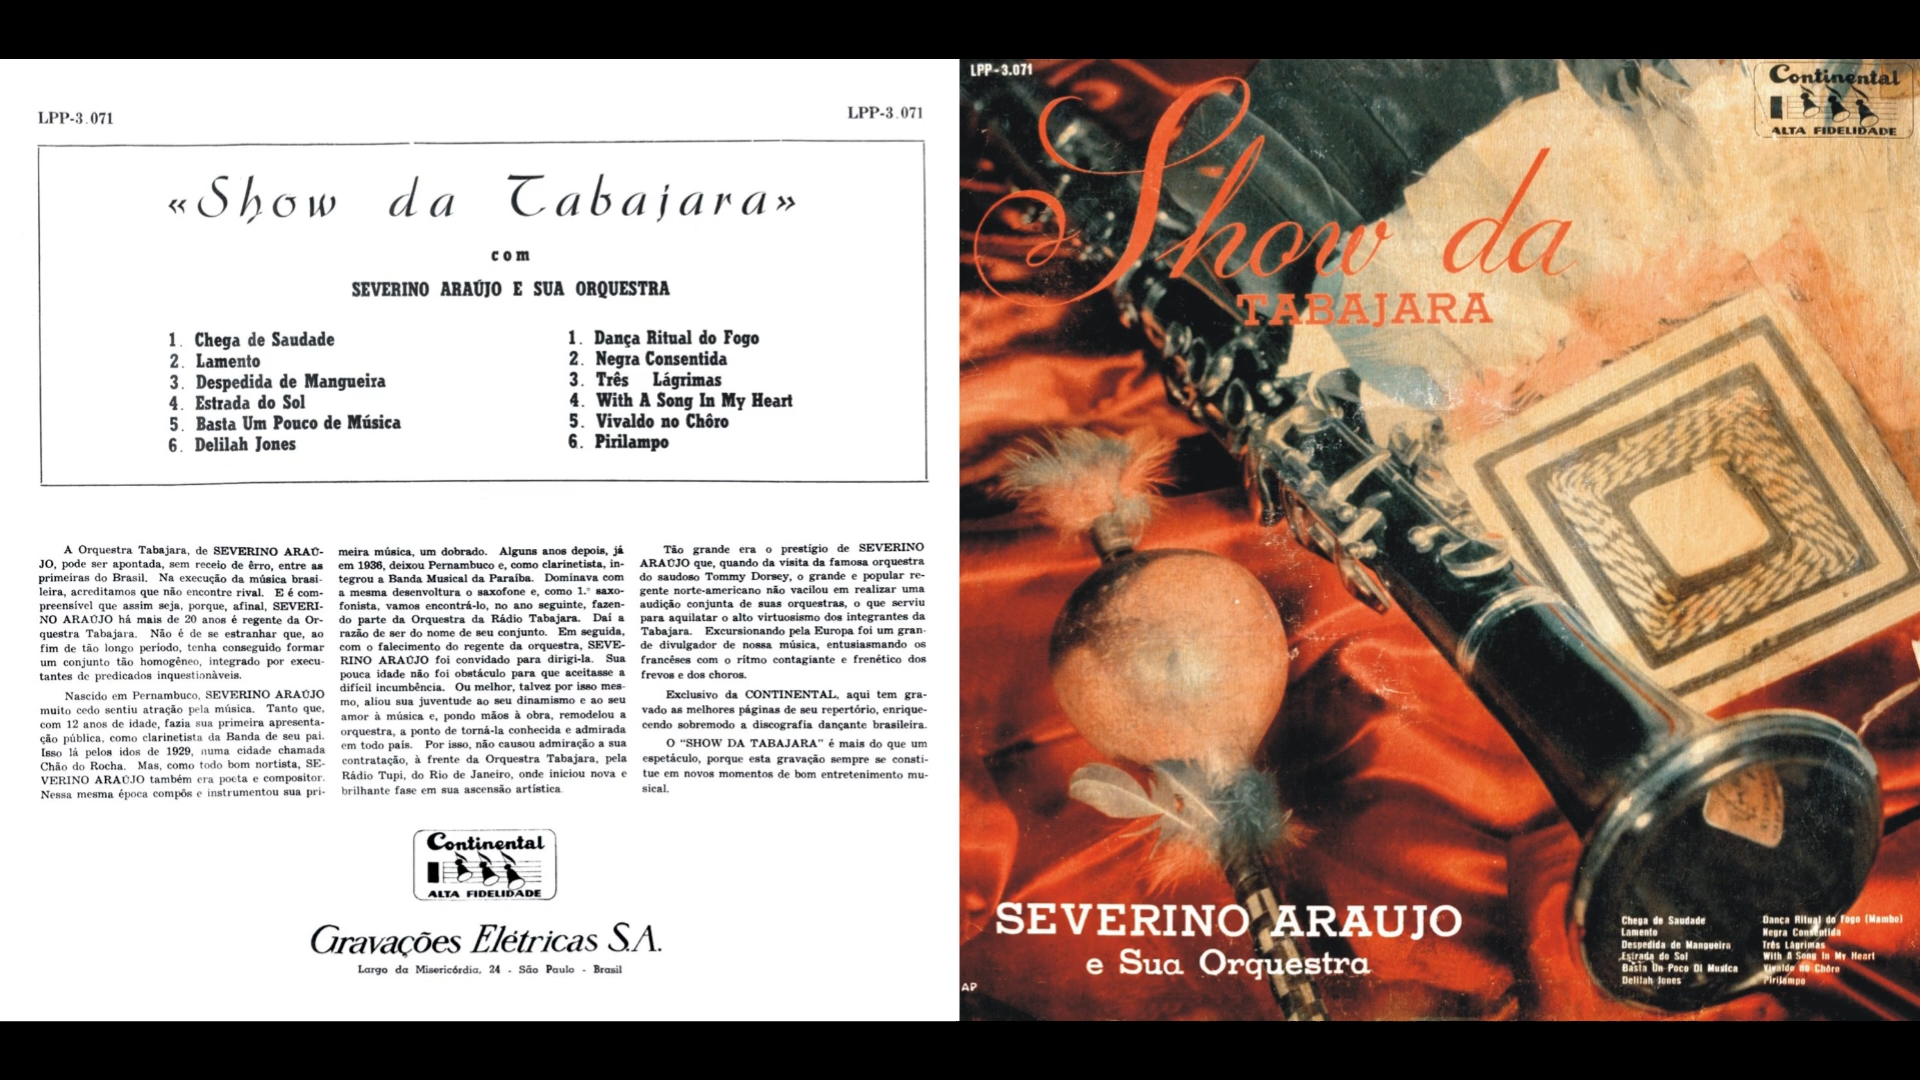 LPP-3.071
LPP-3.071
«Show da Tabajara»
com
SEVERINO ARAÚJO E SUA ORQUESTRA
1. Chega de Saudade
2. Lamento
3. Despedida de Mangueira
4. Estrada do Sol
5. Basta Um Pouco de Música
6. Delilah Jones
1. Dança Ritual do Fogo
2. Negra Consentida
3. Três Lágrimas
4. With A Song In My Heart
5. Vivaldo no Chôro
6. Pirilampo
A Orquestra Tabajara, de SEVERINO ARAÚ-
JO, pode ser apontada, sem receio de êrro, entre as
primeiras do Brasil. Na execução da música brasi-
leira, acreditamos que não encontre rival. E é com-
preensível que assim seja, porque, afinal, SEVERI-
NO ARAÚJO há mais de 20 anos é regente da Or-
questra Tabajara. Não é de se estranhar que, ao
fim de tão longo período, tenha conseguido formar
um conjunto tão homogêneo, integrado por execu-
tantes de predicados inquestionàveis.
Nascido em Pernambuco, SEVERINO ARAÚJO
muito cedo sentiu atração pela música. Tanto que,
com 12 anos de idade, fazia sua primeira apresenta-
ção pública, como clarinetista da Banda de seu pai.
Isso lá pelos idos de 1929, numa cidade chamada
Chão do Rocha. Mas, como todo bom nortista, SE-
VERINO ARAÚJO também era poeta e compositor.
Nessa mesma época compôs e instrumentou sua pri-
meira música, um dobrado. Alguns anos depois, já
em 1936, deixou Pernambuco e, como clarinetista, in-
tegrou a Banda Musical da Paraíba. Dominava com
a mesma desenvoltura o saxofone e, como 1.º saxo-
fonista, vamos encontrá-lo, no ano seguinte, fazen-
do parte da Orquestra da Rádio Tabajara. Daí a
razão de ser do nome de seu conjunto. Em seguida,
com o falecimento do regente da orquestra, SEVE-
RINO ARAÚJO foi convidado para dirigi-la. Sua
pouca idade não foi obstáculo para que aceitasse a
difícil incumbência. Ou melhor, talvez por isso mes-
mo, aliou sua juventude ao seu dinamismo e ao seu
amor à música e, pondo mãos à obra, remodelou a
orquestra, a ponto de torná-la conhecida e admirada
em todo país. Por isso, não causou admiração a sua
contratação, à frente da Orquestra Tabajara, pela
Rádio Tupi, do Rio de Janeiro, onde iniciou nova e
brilhante fase em sua ascensão artística.
Tão grande era o prestígio de SEVERINO
ARAÚJO que, quando da visita da famosa orquestra
do saudoso Tommy Dorsey, o grande e popular re-
gente norte-americano não vacilou em realizar uma
audição conjunta de suas orquestras, o que serviu
para aquilatar o alto virtuosismo dos integrantes da
Tabajara. Excursionando pela Europa foi um gran-
de divulgador de nossa música, entusiasmando os
francêses com o ritmo contagiante e frenético dos
frevos e dos choros.
Exclusivo da CONTINENTAL, aqui tem gra-
vado as melhores páginas de seu repertório, enrique-
cendo sobremodo a discografia dançante brasileira.
O "SHOW DA TABAJARA" é mais do que um
espetáculo, porque esta gravação sempre se consti-
tue em novos momentos de bom entretenimento mu-
sical.
Continental
ALTA FIDELIDADE
Gravações Elétricas S.A.
Largo da Misericórdia, 24 - São Paulo - Brasil
LPP-3.071
Continental
ALTA FIDELIDADE
Show da
TABAJARA
SEVERINO ARAUJO
e Sua Orquestra
AP
Chega de Saudade
Lamento
Despedida de Mangueira
Estrada do Sol
Basta Un Poco Di Musica
Delilah Jones
Danca Ritual do Fogo (Mambo)
Negra Consentida
Três Lágrimas
With A Song In My Heart
Vivaldo no Chôro
Pirilampo